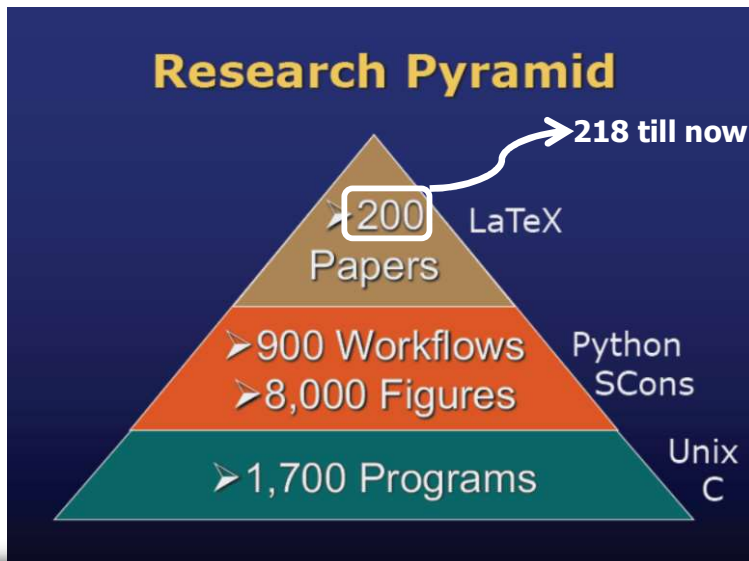 Research Pyramid
218 till now
➢200
Papers
LaTeX
➢900 Workflows
➢8,000 Figures
Python
SCons
➢1,700 Programs
Unix
C